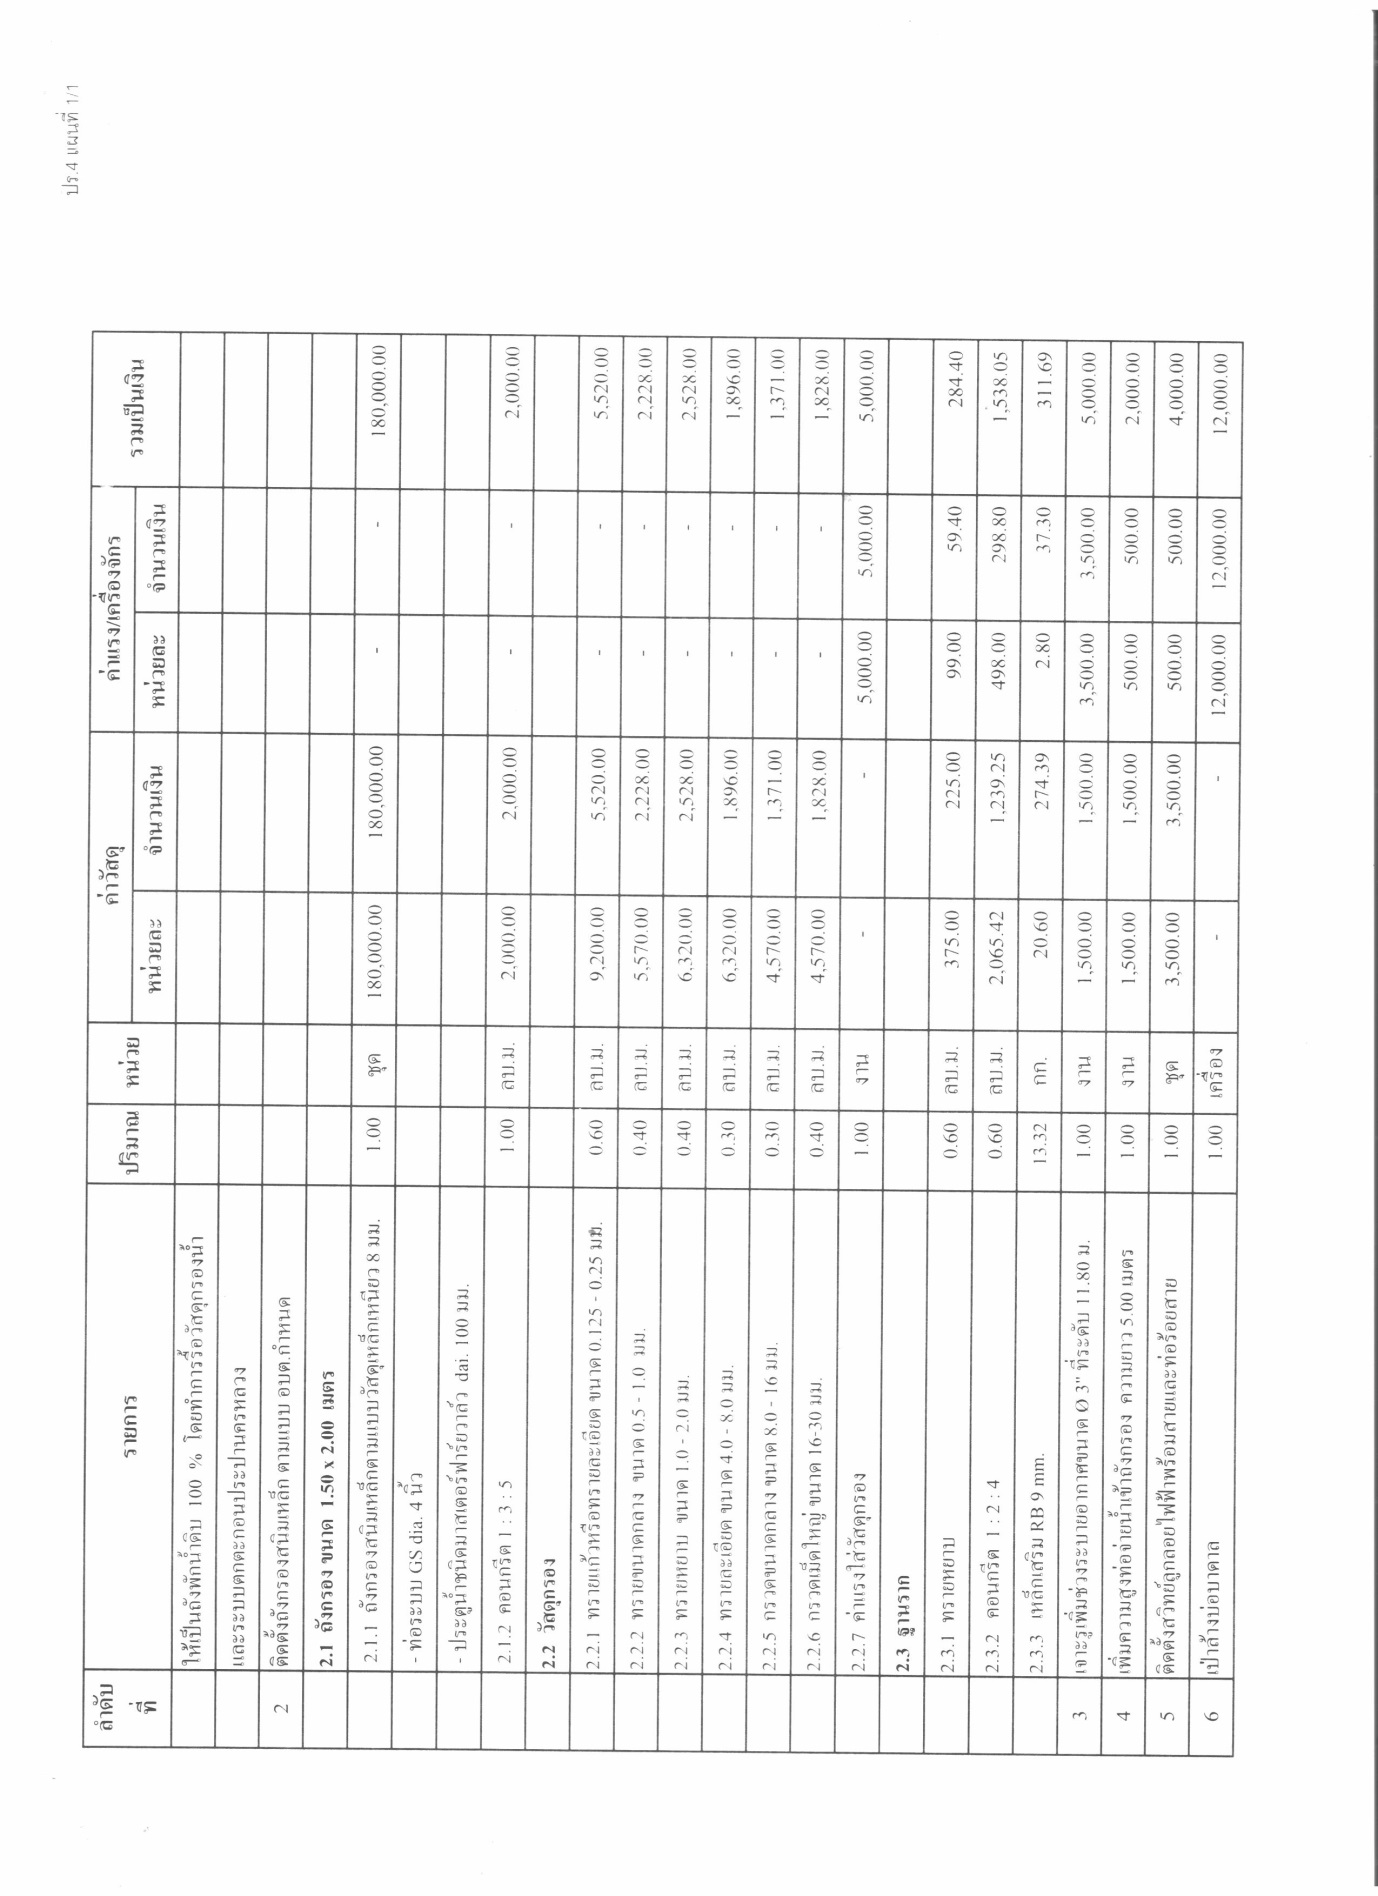 ปร.4 แผนที่ 1/1
ลำดับที่ รายการ ปริมาณ หน่วย ค่าวัสดุ ค่าแรง/เครื่องจักร รวมเป็นเงิน
หน่วยละ จำนวนเงิน หน่วยละ จำนวนเงิน
ให้เป็นถังพักน้ำดิบ 100 % โดยทำการรื้อวัสดุกรองน้ำ
และระบบตกตะกอนประปานครหลวง
2 ติดตั้งถังกรองสนิมเหล็ก ตามแบบ อบต.กำหนด
2.1 ถังกรอง ขนาด 1.50 x 2.00 เมตร
2.1.1 ถังกรองสนิมเหล็กตามแบบวัสดุเหล็กเหนียว 8 มม. 1.00 ชุด 180,000.00 180,000.00 - - 180,000.00
- ท่อระบบ GS dia. 4 นิ้ว
- ประตูน้ำชนิดมาสเตอร์ฟาร์ยวาล์ว dai. 100 มม.
2.1.2 คอนกรีต 1 : 3 : 5 1.00 ลบ.ม. 2,000.00 2,000.00 - - 2,000.00
2.2 วัสดุกรอง
2.2.1 ทรายแก้วหรือทรายละเอียด ขนาด 0.125 - 0.25 มม. 0.60 ลบ.ม. 9,200.00 5,520.00 - - 5,520.00
2.2.2 ทรายขนาดกลาง ขนาด 0.5 - 1.0 มม. 0.40 ลบ.ม. 5,570.00 2,228.00 - - 2,228.00
2.2.3 ทรายหยาบ ขนาด 1.0 - 2.0 มม. 0.40 ลบ.ม. 6,320.00 2,528.00 - - 2,528.00
2.2.4 ทรายละเอียด ขนาด 4.0 - 8.0 มม. 0.30 ลบ.ม. 6,320.00 1,896.00 - - 1,896.00
2.2.5 กรวดขนาดกลาง ขนาด 8.0 - 16 มม. 0.30 ลบ.ม. 4,570.00 1,371.00 - - 1,371.00
2.2.6 กรวดเม็ดใหญ่ ขนาด 16-30 มม. 0.40 ลบ.ม. 4,570.00 1,828.00 - - 1,828.00
2.2.7 ค่าแรงใส่วัสดุกรอง 1.00 งาน - - 5,000.00 5,000.00 5,000.00
2.3 ฐานราก
2.3.1 ทรายหยาบ 0.60 ลบ.ม. 375.00 225.00 99.00 59.40 284.40
2.3.2 คอนกรีต 1 : 2 : 4 0.60 ลบ.ม. 2,065.42 1,239.25 498.00 298.80 1,538.05
2.3.3 เหล็กเสริม RB 9 mm. 13.32 กก. 20.60 274.39 2.80 37.30 311.69
3 เจาะรูเพิ่มช่วงระบายอากาศขนาด Ø 3" ที่ระดับ 11.80 ม. 1.00 งาน 1,500.00 1,500.00 3,500.00 3,500.00 5,000.00
4 เพิ่มความสูงท่อจ่ายน้ำเข้าถังกรอง ความยาว 5.00 เมตร 1.00 งาน 1,500.00 1,500.00 500.00 500.00 2,000.00
5 ติดตั้งสวิทย์ลูกลอยไฟฟ้าพร้อมสายและท่อร้อยสาย 1.00 ชุด 3,500.00 3,500.00 500.00 500.00 4,000.00
6 เป่าล้างบ่อบาดาล 1.00 เครื่อง - - 12,000.00 12,000.00 12,000.00